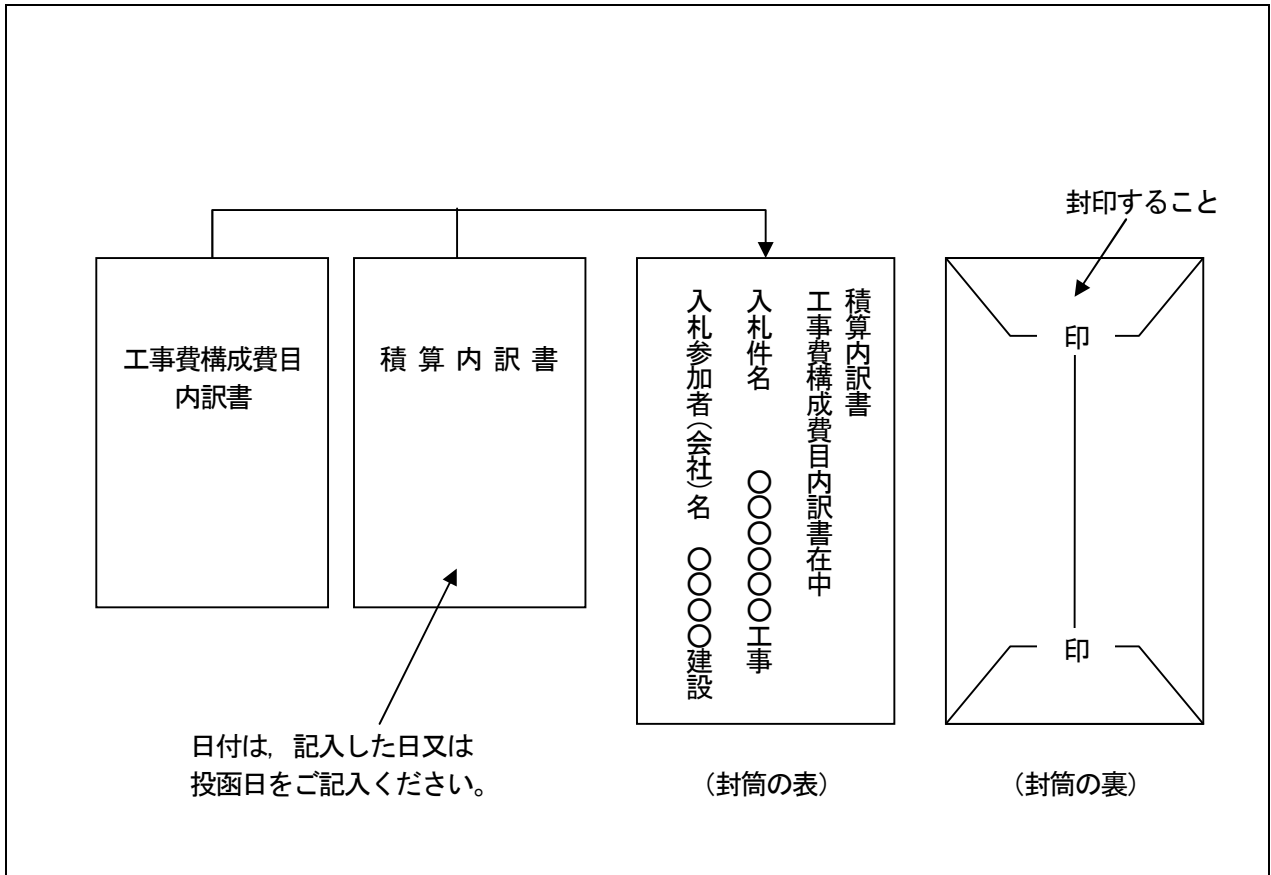 封印すること
工事費構成費目
内訳書
積 算 内 訳 書
積算内訳書
工事費構成費目内訳書在中
入札件名　　〇〇〇〇〇〇工事
入札参加者（会社）名　〇〇〇〇建設
印
印
日付は，記入した日又は
投函日をご記入ください。
（封筒の表）
（封筒の裏）